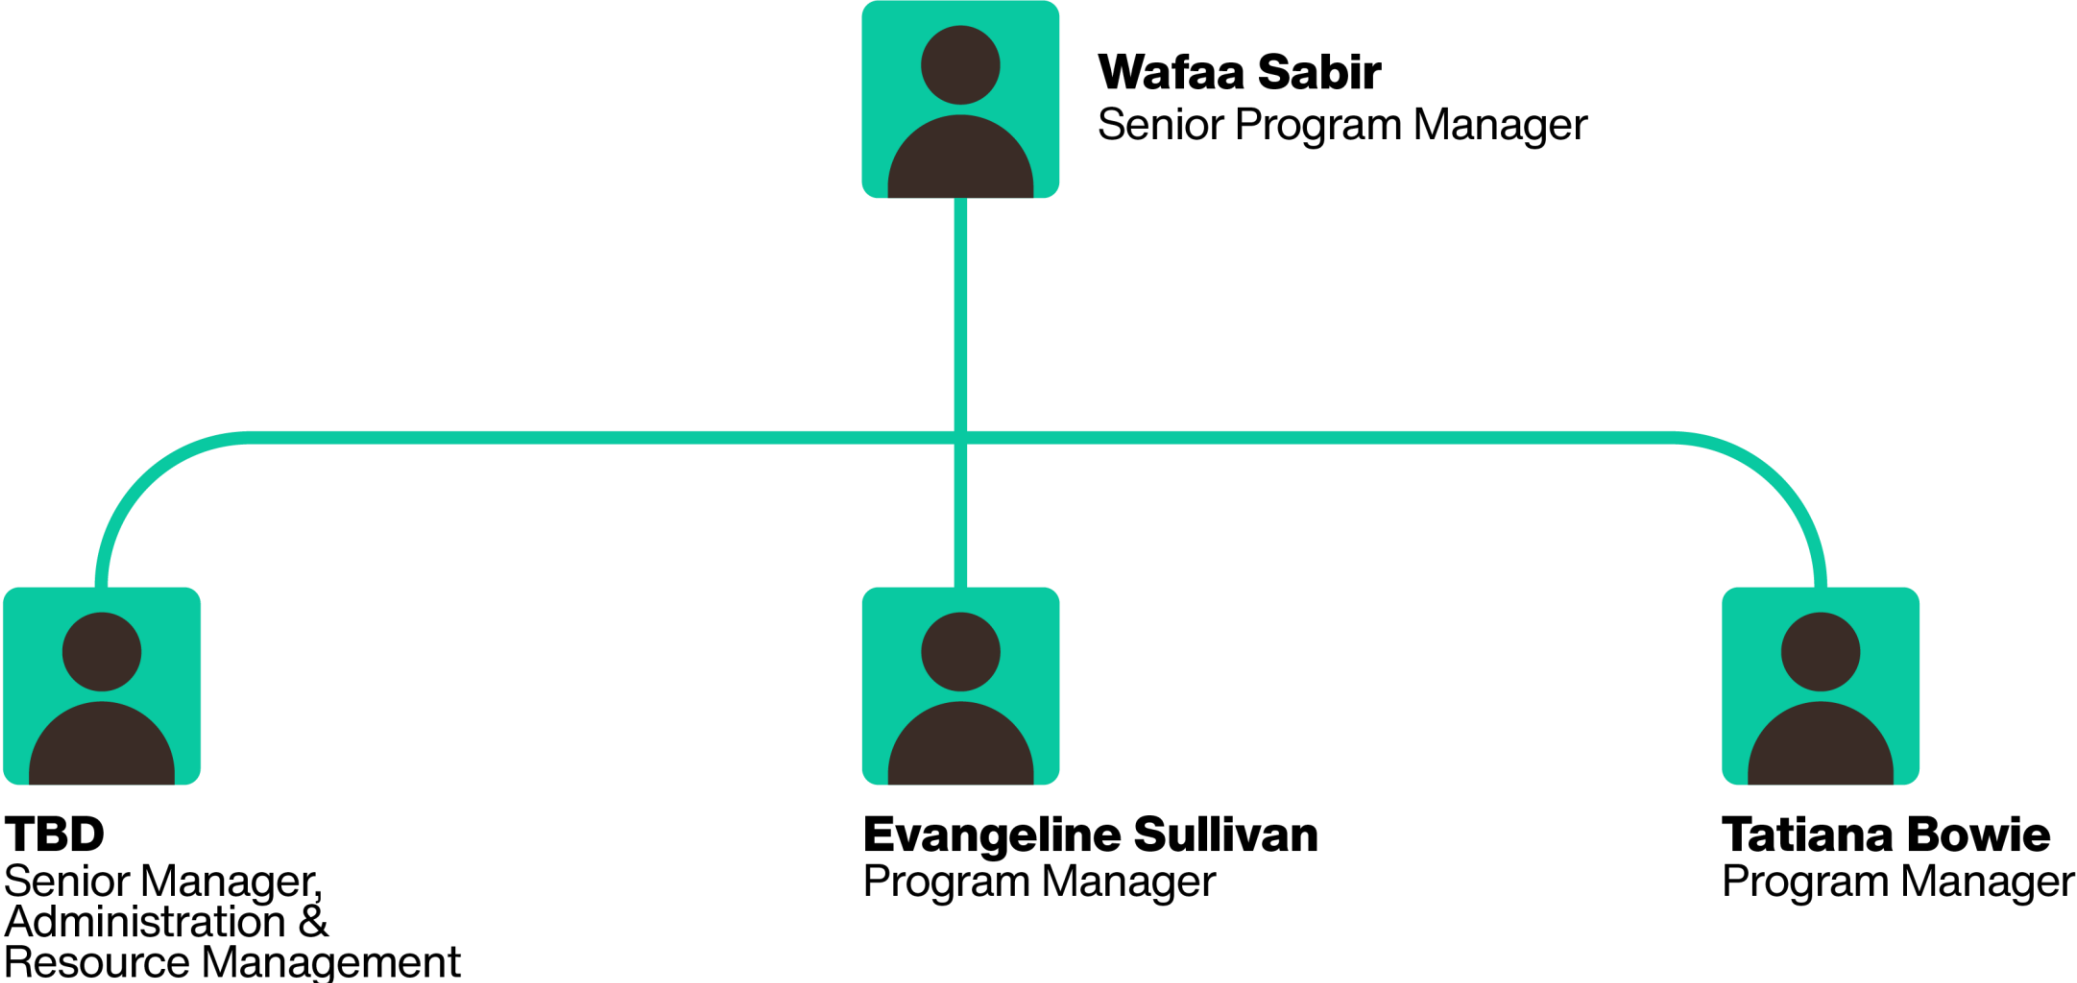 Wafaa Sabir
Senior Program Manager
TBD
Senior Manager,
Administration &
Resource Management
Evangeline Sullivan
Program Manager
Tatiana Bowie
Program Manager